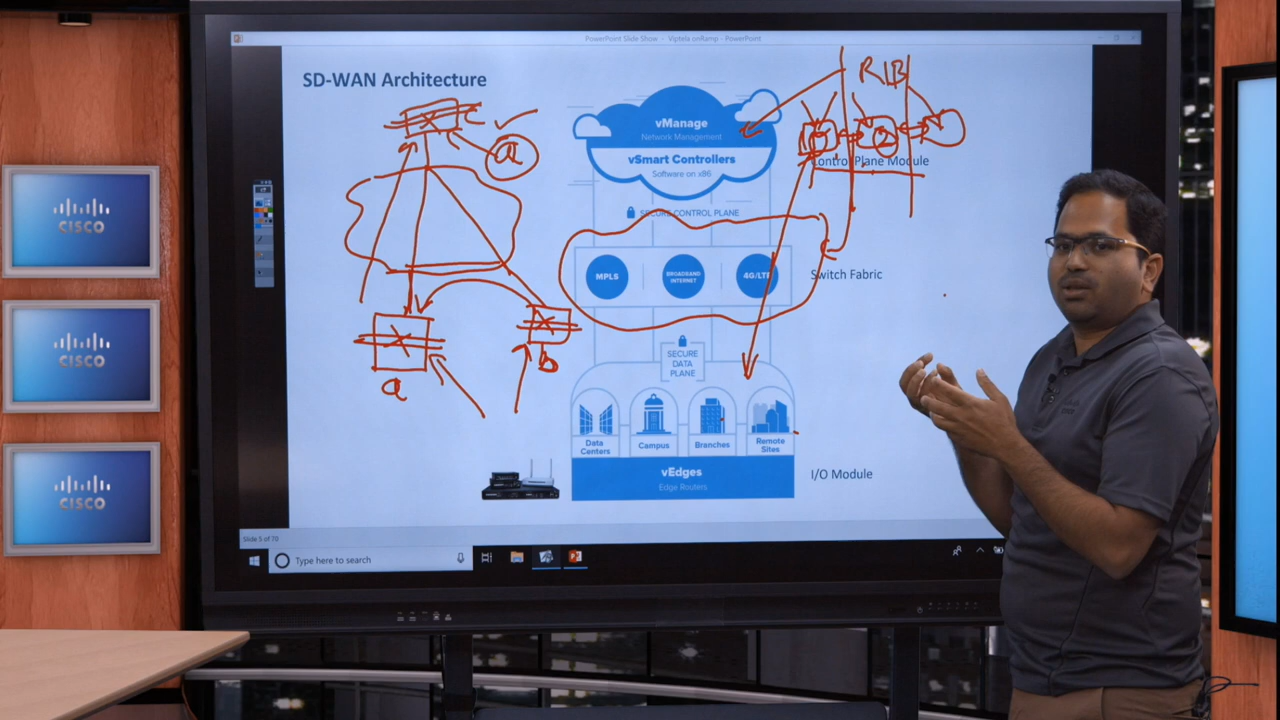 PowerPoint Slide Show - Viptela onRamp - PowerPoint
SD-WAN Architecture
RIB
a
vManage
Network Management
vSmart Controllers
Software on x86
Control Plane Module
SECURE CONTROL PLANE
MPLS
BROADBAND
INTERNET
4G/LTE
Switch Fabric
SECURE
DATA
PLANE
a
b
Data
Centers
Campus
Branches
Remote
Sites
vEdges
Edge Routers
I/O Module
Slide 5 of 70
Type here to search
CISCO
CISCO
CISCO